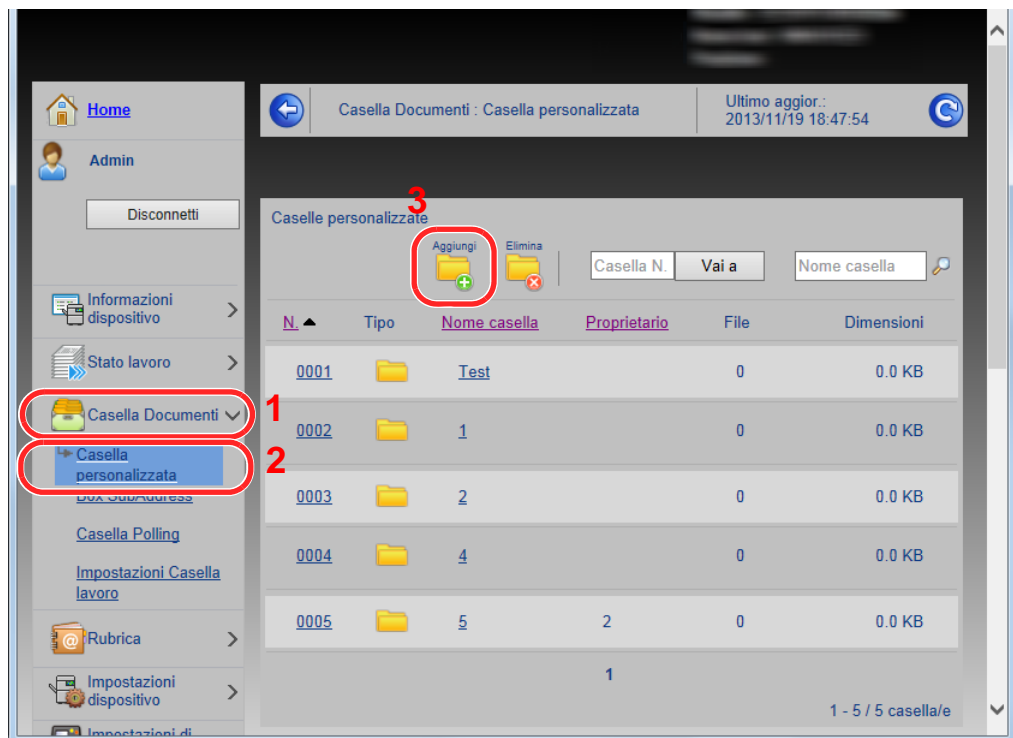 Home
Admin
Disconnetti
Informazioni
dispositivo
Stato lavoro
Casella Documenti
1
Casella
personalizzata
2
Box SubAddress
Casella Polling
Impostazioni Casella
lavoro
Rubrica
Impostazioni
dispositivo
Impostazioni di
Casella Documenti : Casella personalizzata
Ultimo aggior.:
2013/11/19 18:47:54
3
Caselle personalizzate
Aggiungi Elimina Casella N. Vai a Nome casella
N. Tipo Nome casella Proprietario File Dimensioni
0001 Test 0 0.0 KB
0002 1 0 0.0 KB
0003 2 0 0.0 KB
0004 4 0 0.0 KB
0005 5 2 0 0.0 KB
1
1 - 5 / 5 casella/e